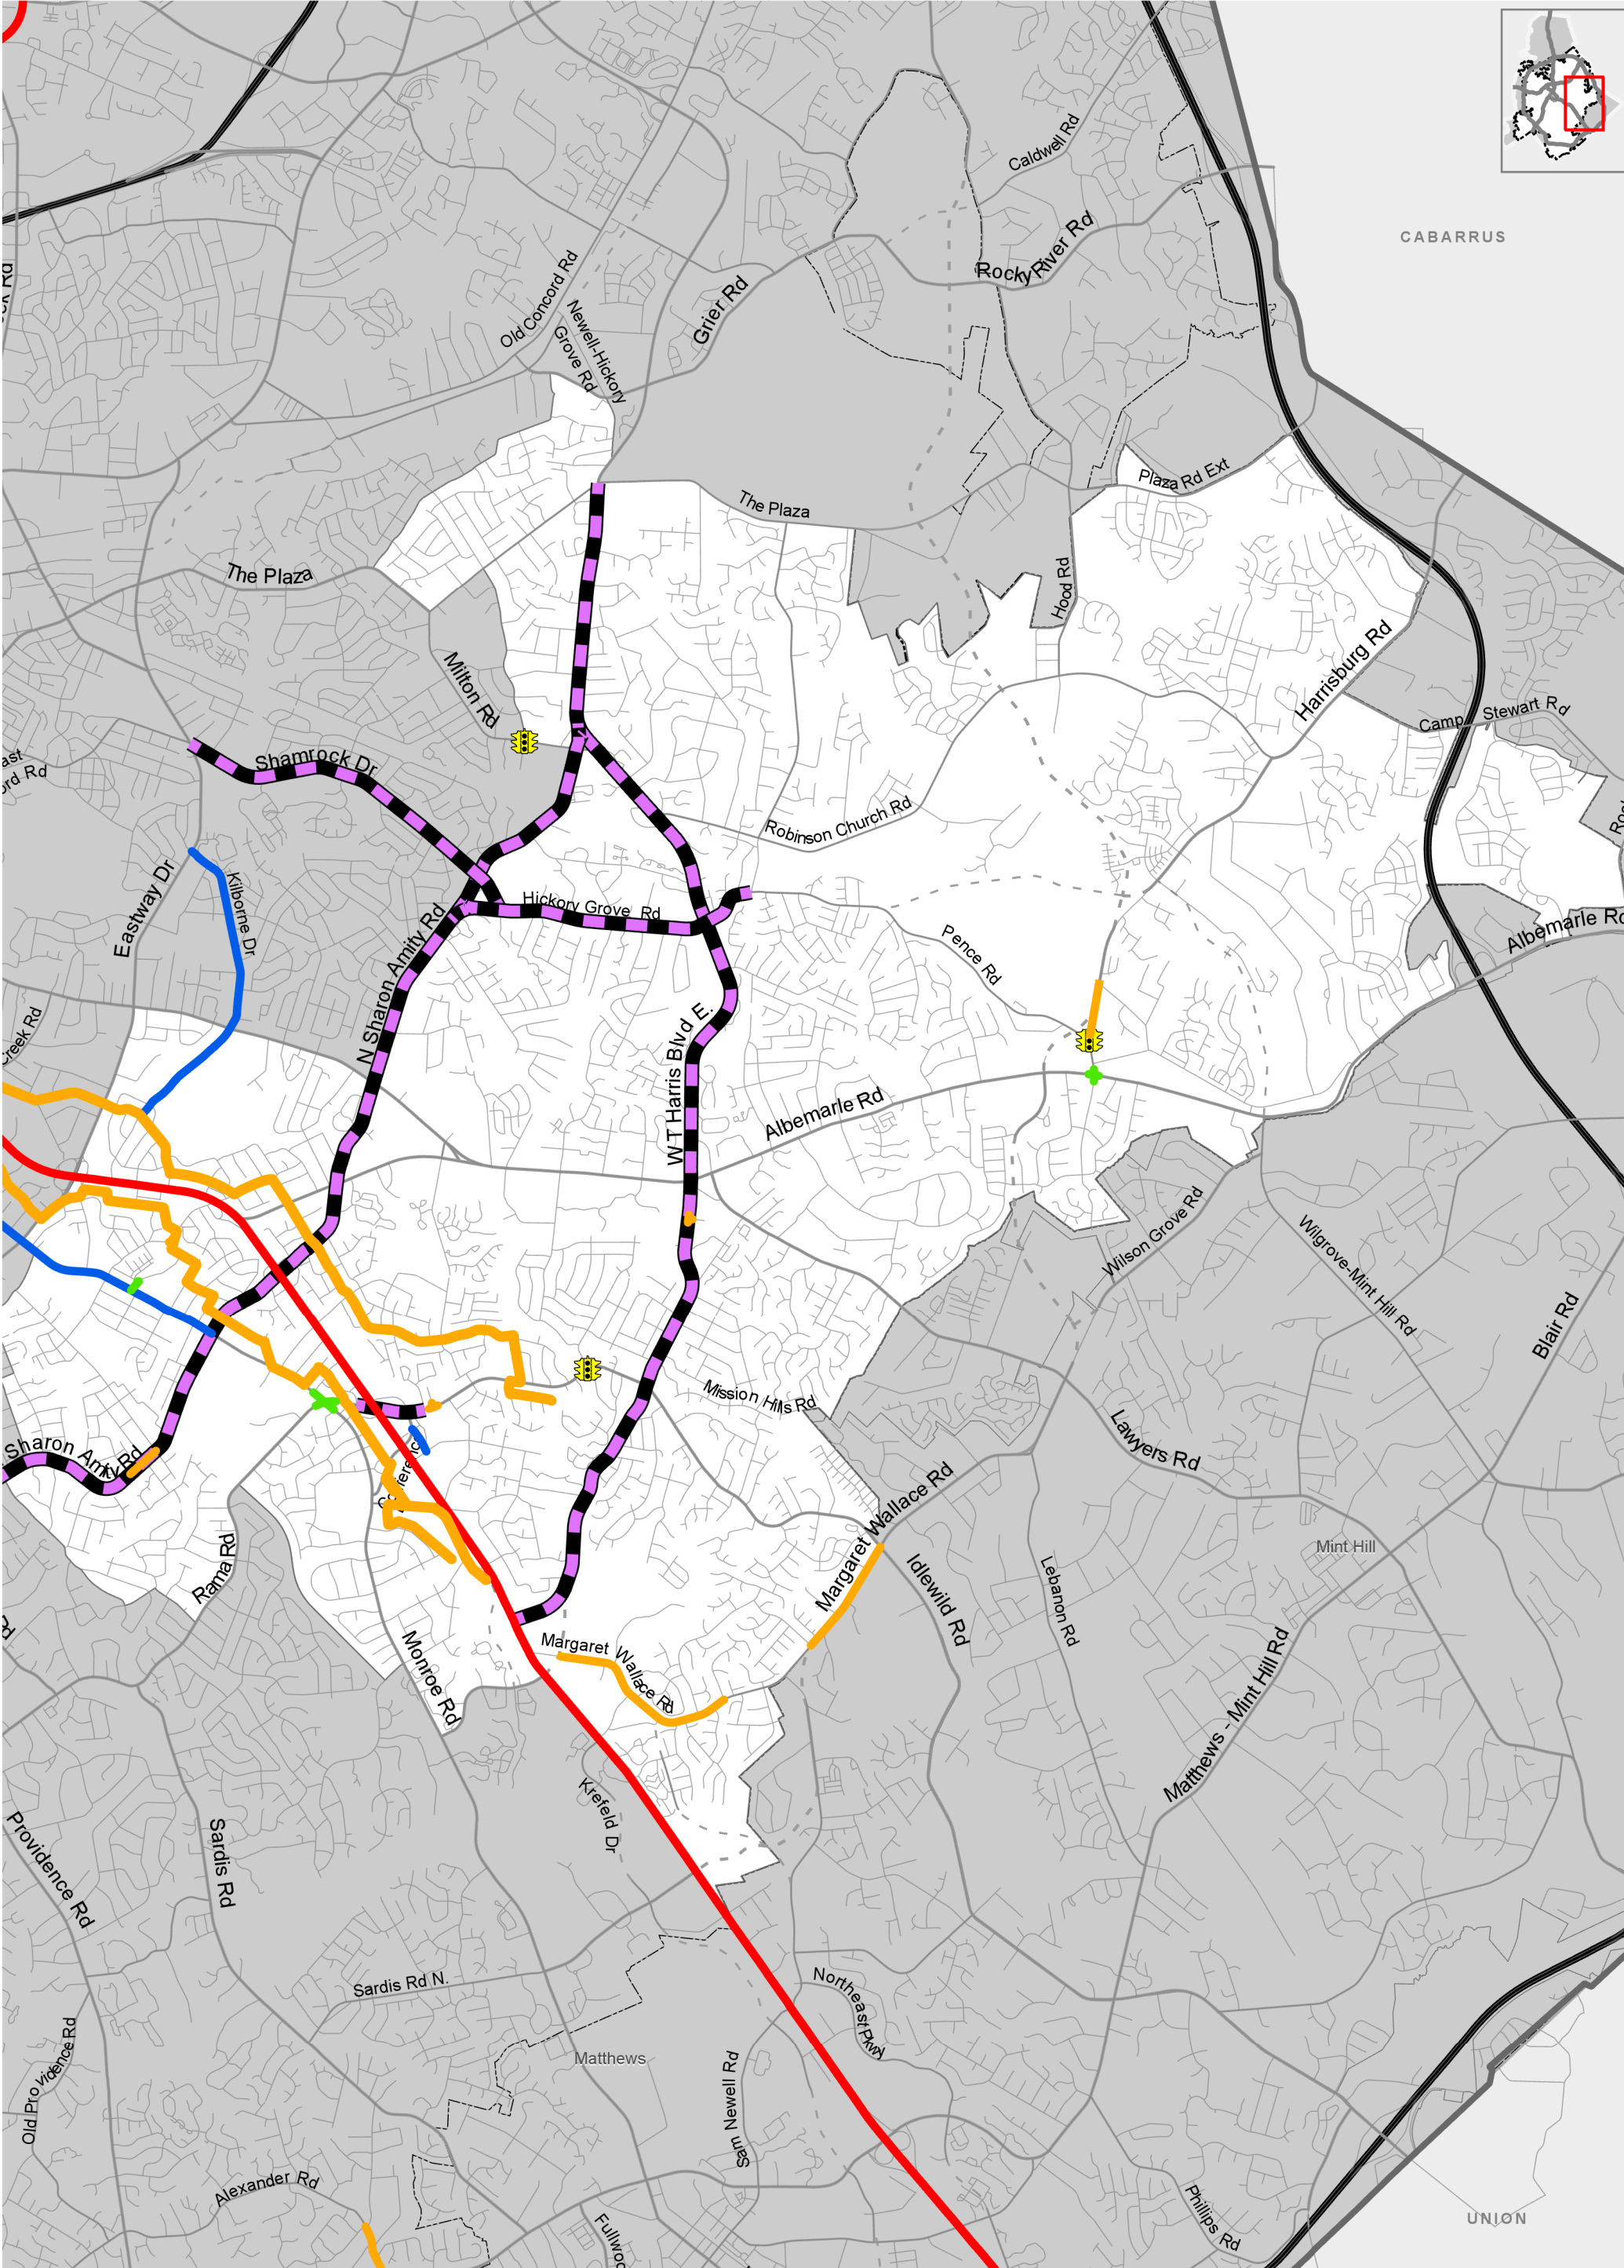 Caldwell Rd
CABARRUS
Rocky River Rd
Old Concord Rd
Newell-Hickory
Grove Rd
Grier Rd
Plaza Rd Ext
The Plaza
The Plaza
Hood Rd
Milton Rd
Harrisburg Rd
Camp Stewart Rd
Shamrock Dr
Robinson Church Rd
Eastway Dr
Kilborne Dr
Hickory Grove Rd
N Sharon Amity Rd
Pence Rd
Albemarle Rd
Creek Rd
W T Harris Blvd E.
Albemarle Rd
Wilson Grove Rd
Wilgrove-Mint Hill Rd
Blair Rd
Mission Hills Rd
Lawyers Rd
Sharon Amity Rd
Margaret Wallace Rd
Mint Hill
Rama Rd
Idlewild Rd
Lebanon Rd
Monroe Rd
Margaret Wallace Rd
Matthews - Mint Hill Rd
Krefeld Dr
Providence Rd
Sardis Rd
Sardis Rd N.
Northeast Pkwy
Matthews
Old Providence Rd
Sam Newell Rd
Alexander Rd
Phillips Rd
UNION